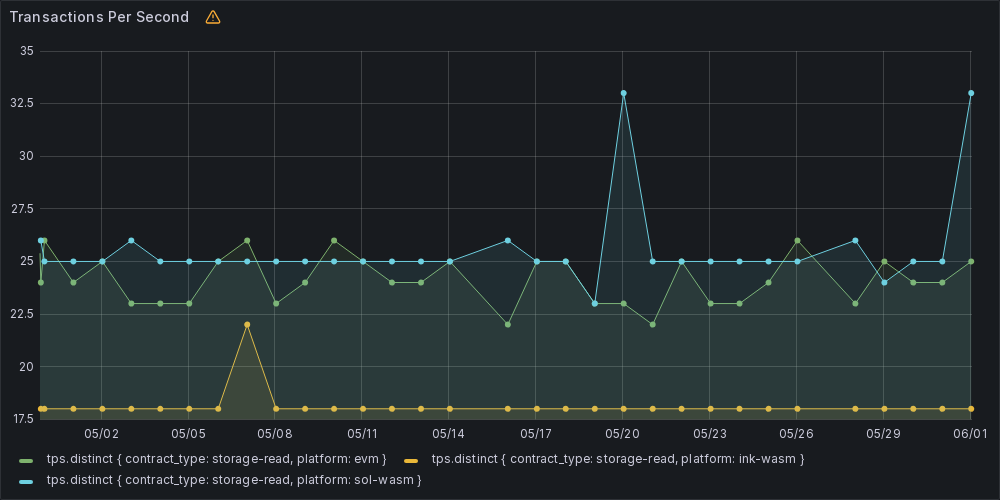 Transactions Per Second
35
32.5
30
27.5
25
22.5
20
17.5
05/02 05/05 05/08 05/11 05/14 05/17 05/20 05/23 05/26 05/29 06/01
tps.distinct { contract_type: storage-read, platform: evm } tps.distinct { contract_type: storage-read, platform: ink-wasm }
tps.distinct { contract_type: storage-read, platform: sol-wasm }